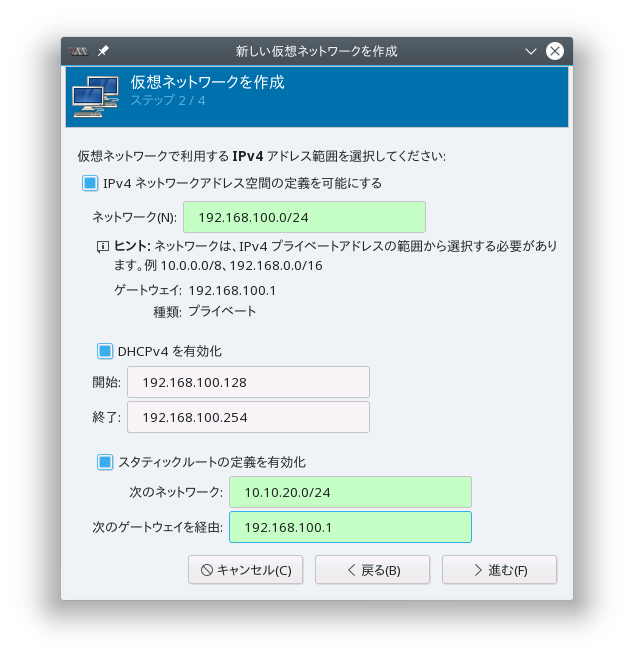 新しい仮想ネットワークを作成
仮想ネットワークを作成
ステップ 2 / 4
仮想ネットワークで利用する IPv4 アドレス範囲を選択してください:
IPv4 ネットワークアドレス空間の定義を可能にする
ネットワーク(N): 192.168.100.0/24
ヒント: ネットワークは、IPv4 プライベートアドレスの範囲から選択する必要があり
ます。例 10.0.0.0/8、192.168.0.0/16
ゲートウェイ: 192.168.100.1
種類: プライベート
DHCPv4 を有効化
開始: 192.168.100.128
終了: 192.168.100.254
スタティックルートの定義を有効化
次のネットワーク: 10.10.20.0/24
次のゲートウェイを経由: 192.168.100.1
キャンセル(C) 戻る(B) 進む(F)